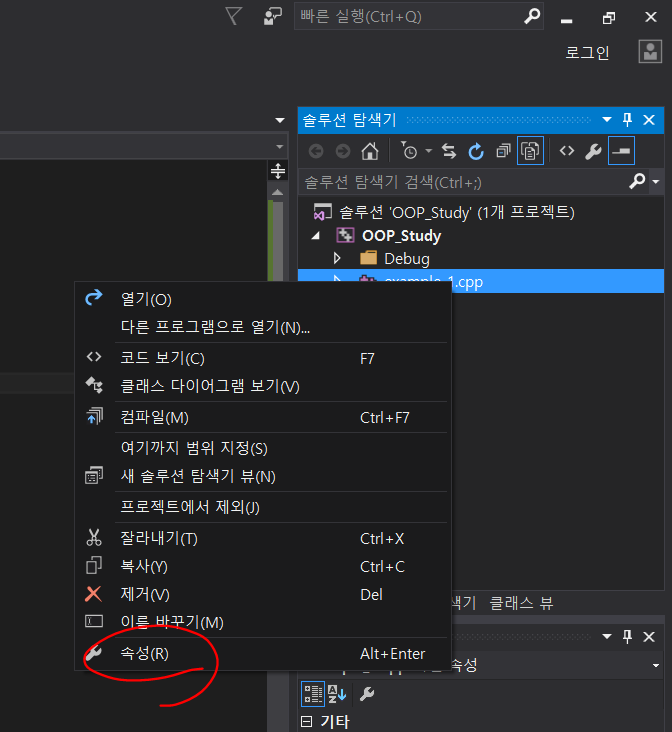 빠른 실행(Ctrl+Q)
로그인
솔루션 탐색기
솔루션 탐색기 검색(Ctrl+;)
솔루션 'OOP_Study' (1개 프로젝트)
OOP_Study
Debug
example_1.cpp
열기(O)
다른 프로그램으로 열기(N)...
코드 보기(C) F7
클래스 다이어그램 보기(V)
컴파일(M) Ctrl+F7
여기까지 범위 지정(S)
새 솔루션 탐색기 뷰(N)
프로젝트에서 제외(J)
잘라내기(T) Ctrl+X
복사(Y) Ctrl+C
제거(V) Del
색기 클래스 뷰
이름 바꾸기(M)
속성(R) Alt+Enter
속성
기타